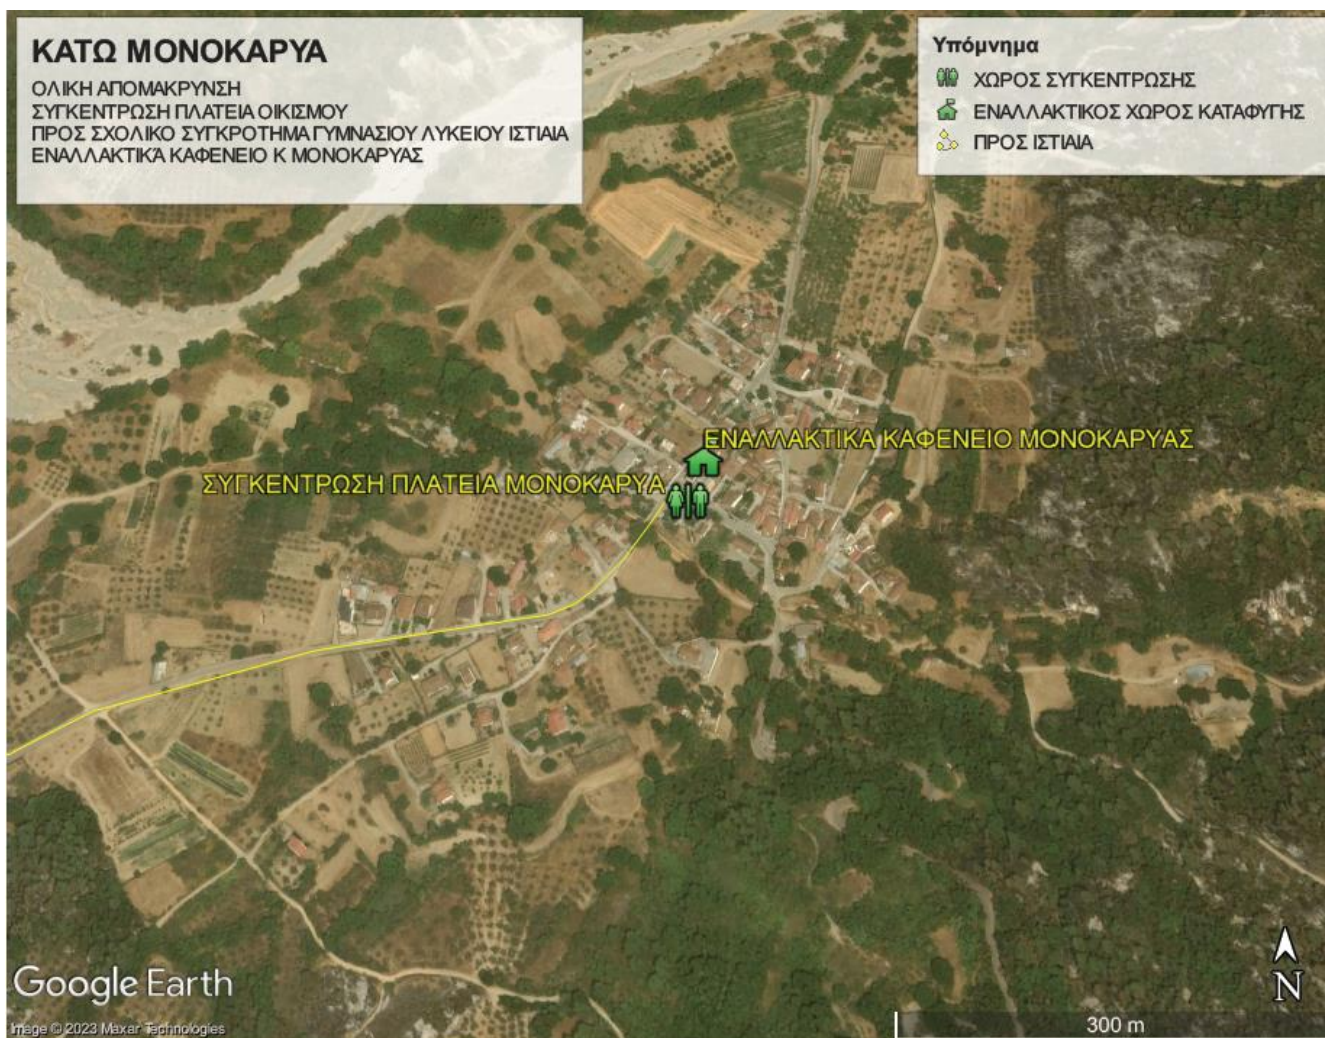 ΚΑΤΩ ΜΟΝΟΚΑΡΥΑ
ΟΛΙΚΗ ΑΠΟΜΑΚΡΥΝΣΗ
ΣΥΓΚΕΝΤΡΩΣΗ ΠΛΑΤΕΙΑ ΟΙΚΙΣΜΟΥ
ΠΡΟΣ ΣΧΟΛΙΚΟ ΣΥΓΚΡΟΤΗΜΑ ΓΥΜΝΑΣΙΟΥ ΛΥΚΕΙΟΥ ΙΣΤΙΑΙΑ
ΕΝΑΛΛΑΚΤΙΚΆ ΚΑΦΕΝΕΙΟ Κ ΜΟΝΟΚΑΡΥΑΣ
Υπόμνημα
ΧΩΡΟΣ ΣΥΓΚΕΝΤΡΩΣΗΣ
ΕΝΑΛΛΑΚΤΙΚΟΣ ΧΩΡΟΣ ΚΑΤΑΦΥΓΗΣ
ΠΡΟΣ ΙΣΤΙΑΙΑ
ΕΝΑΛΛΑΚΤΙΚΑ ΚΑΦΕΝΕΙΟ ΜΟΝΟΚΑΡΥΑΣ
ΣΥΓΚΕΝΤΡΩΣΗ ΠΛΑΤΕΙΑ ΜΟΝΟΚΑΡΥΑ
Google Earth
Image © 2023 Maxar Technologies
N
300 m